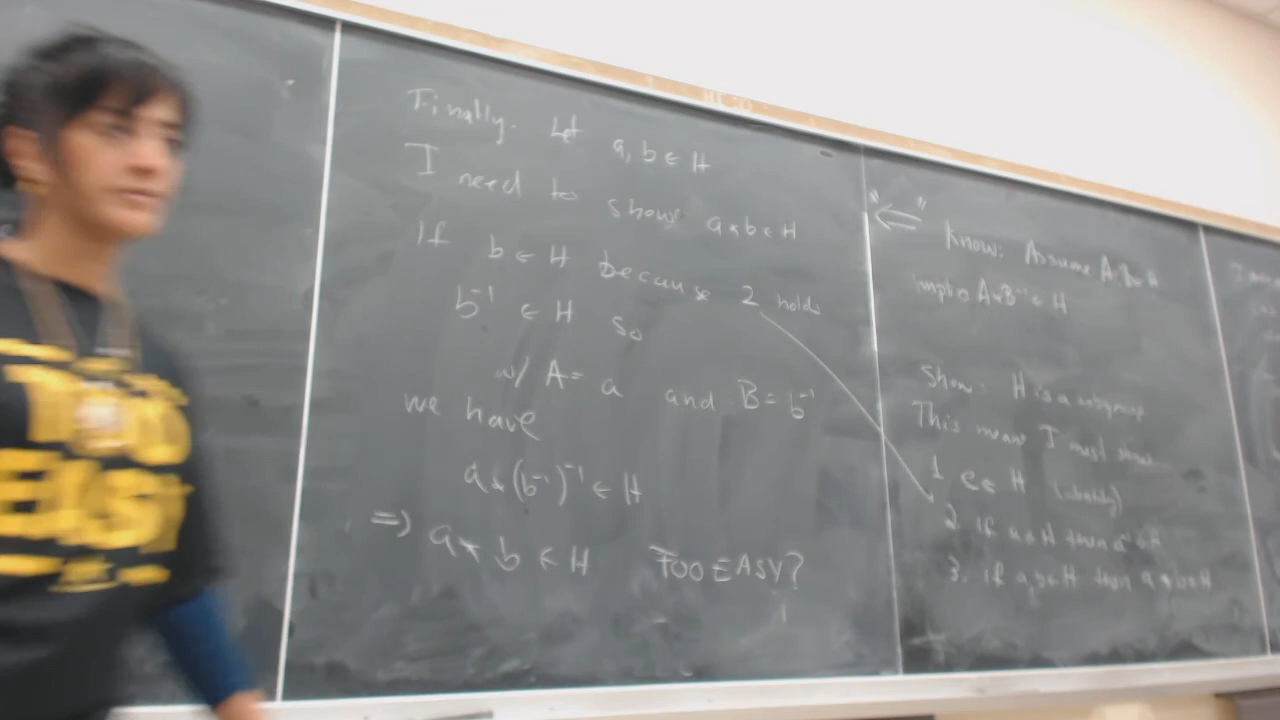 Finally. Let a, b ∈ H
I need to show a*b ∈ H
If b ∈ H because 2 holds
b⁻¹ ∈ H so
w/ A = a and B = b⁻¹
we have
a*(b⁻¹)⁻¹ ∈ H
⇒ a*b ∈ H TOO EASY?
"⇐" Know: Assume A, B ∈ H
implies A*B⁻¹ ∈ H
Show: H is a subgroup
This means I must show
1 e ∈ H (identity)
2. if a ∈ H then a⁻¹ ∈ H
3. if a, b ∈ H then a*b ∈ H